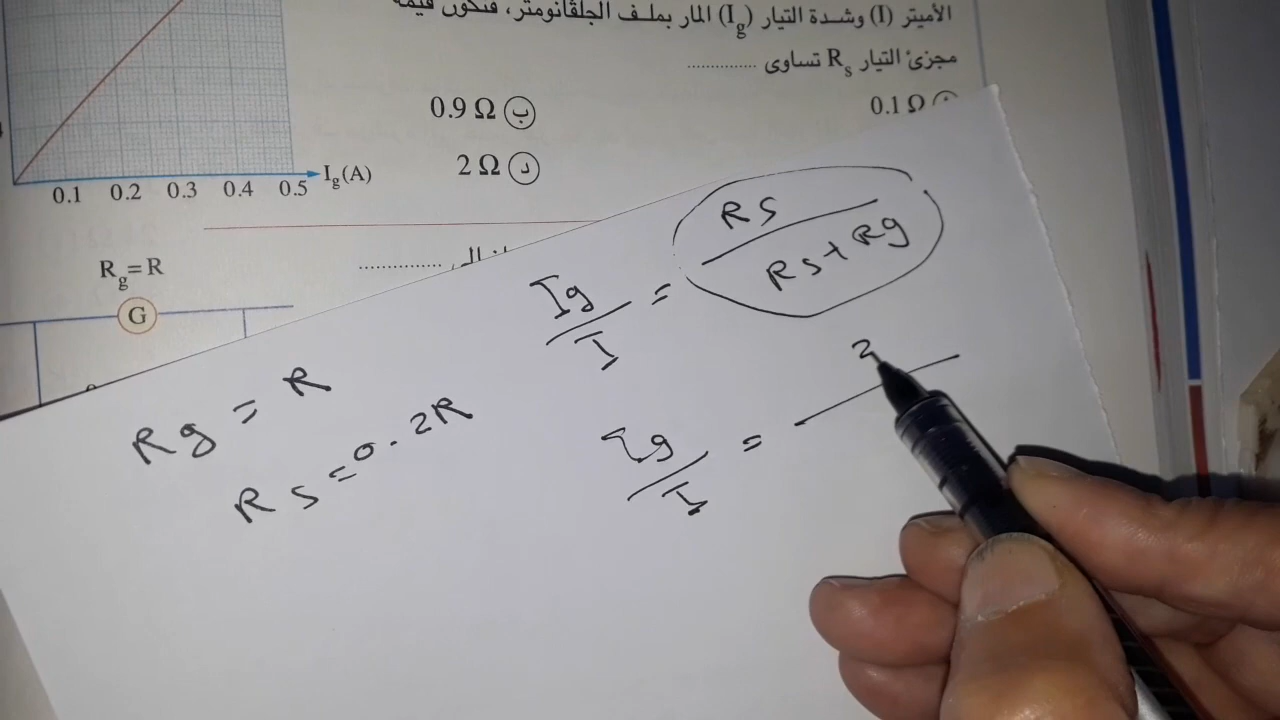 الأميتر (I) وشدة التيار (Ig) المار بملف الجلڤانومتر، فتكون قيمة
مجزئ التيار Rs تساوى ..............
0.1 Ω
ب 0.9 Ω
د 2 Ω
0.1 0.2 0.3 0.4 0.5 Ig(A)
Rg=R
G
Ig/I = Rs/(Rs+Rg)
Rg = R
Rs = 0.2R
Ig/I = 2